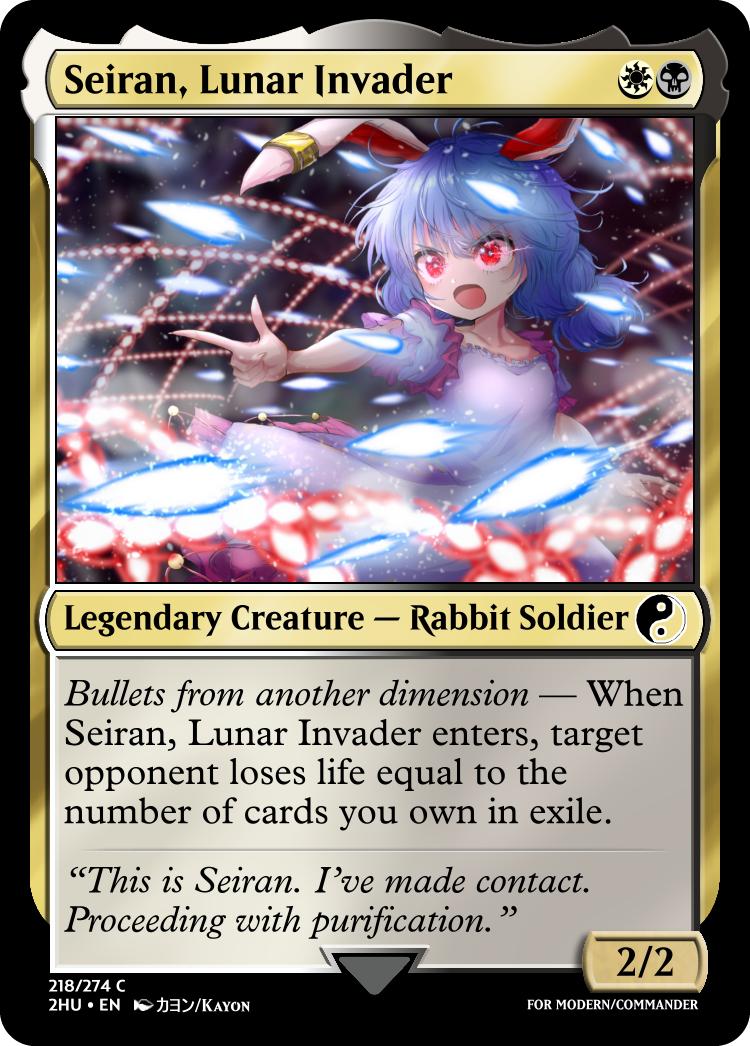 Seiran, Lunar Invader
Legendary Creature — Rabbit Soldier
Bullets from another dimension — When
Seiran, Lunar Invader enters, target
opponent loses life equal to the
number of cards you own in exile.
“This is Seiran. I’ve made contact.
Proceeding with purification.”
2/2
218/274 C
2HU • EN カヨン/Kayon
FOR MODERN/COMMANDER